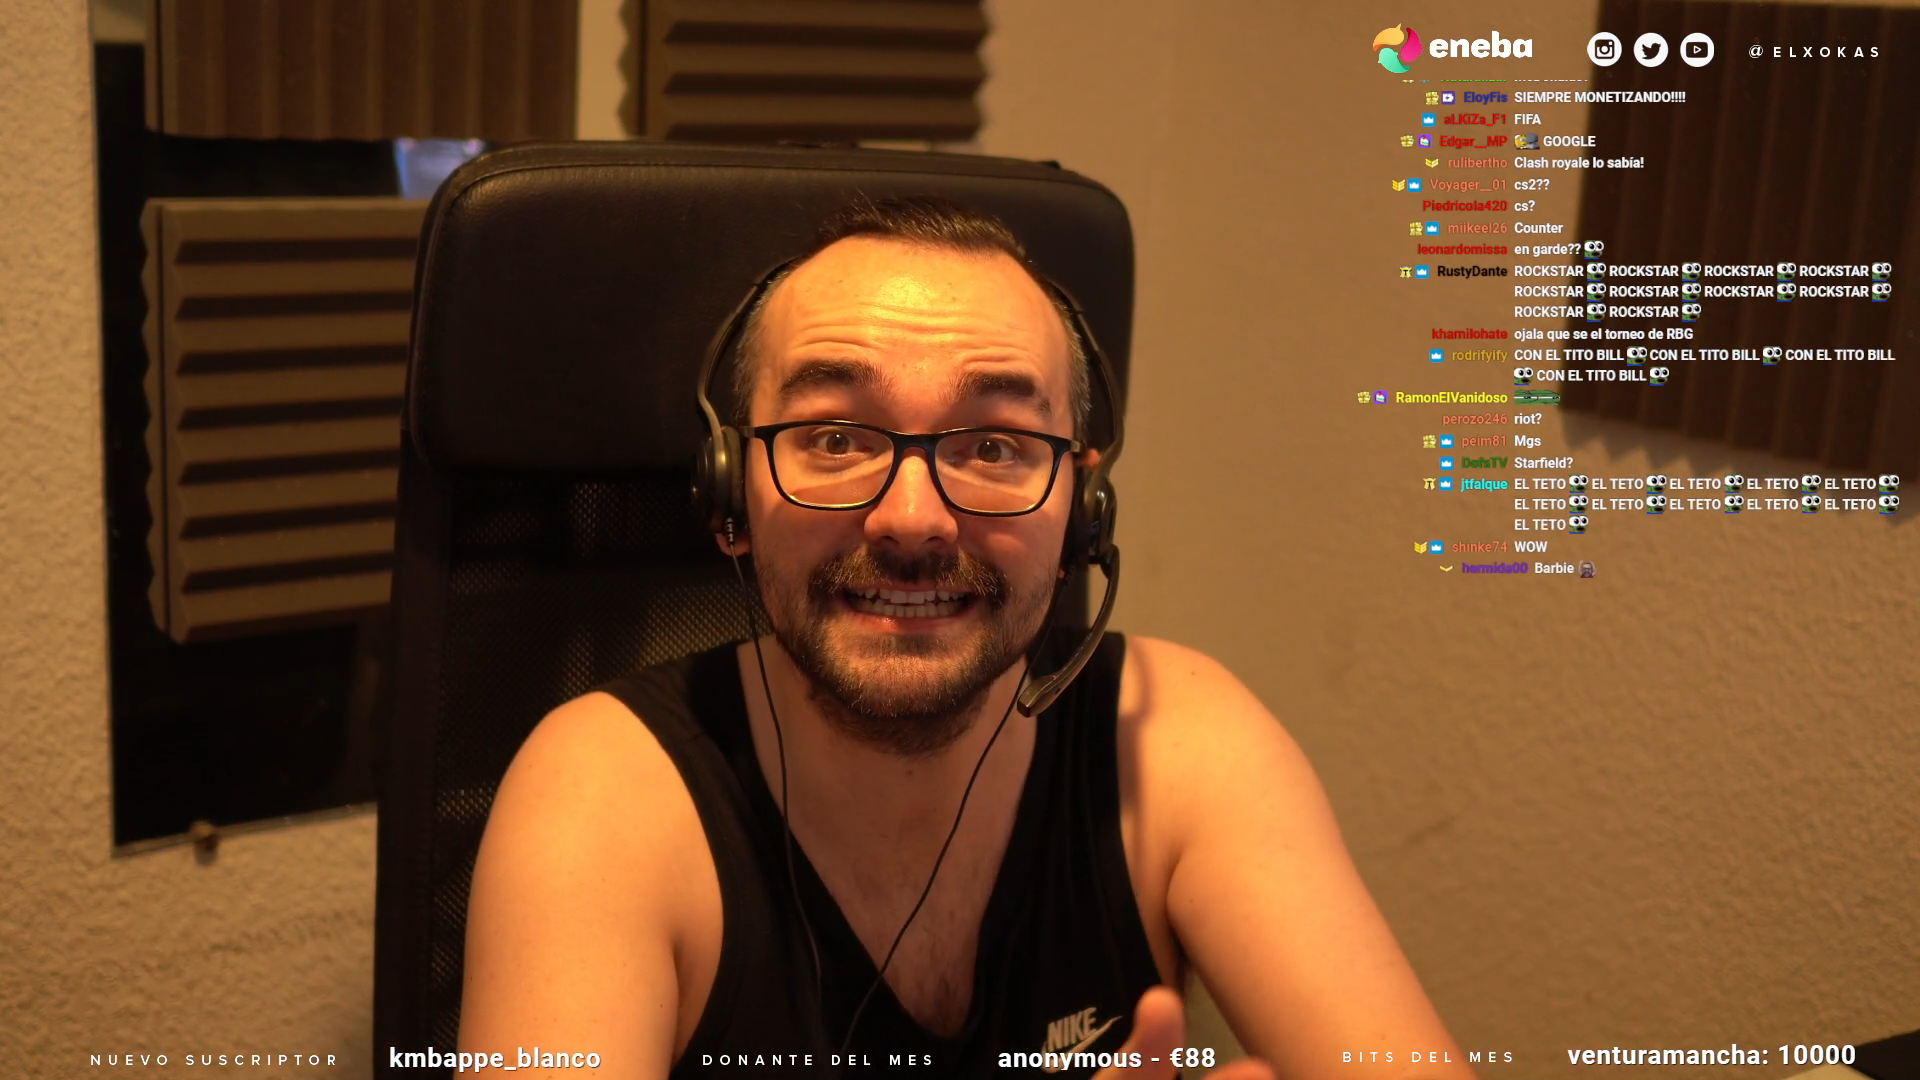 eneba
@ELXOKAS
EloyFis SIEMPRE MONETIZANDO!!!!
aLKiZa_F1 FIFA
Edgar__MP GOOGLE
rulibertho Clash royale lo sabía!
Voyager__01 cs2??
Piedricola420 cs?
miikeel26 Counter
leonardomissa en garde??
RustyDante ROCKSTAR ROCKSTAR ROCKSTAR ROCKSTAR
ROCKSTAR ROCKSTAR ROCKSTAR ROCKSTAR
ROCKSTAR ROCKSTAR
khamilohate ojala que se el torneo de RBG
rodrifyify CON EL TITO BILL CON EL TITO BILL CON EL TITO BILL
CON EL TITO BILL
RamonElVanidoso
perozo246 riot?
peim81 Mgs
DofsTV Starfield?
jtfalque EL TETO EL TETO EL TETO EL TETO EL TETO
EL TETO EL TETO EL TETO EL TETO EL TETO
EL TETO
shinke74 WOW
hermida00 Barbie
NIKE
NUEVO SUSCRIPTOR kmbappe_blanco DONANTE DEL MES anonymous - €88 BITS DEL MES venturamancha: 10000